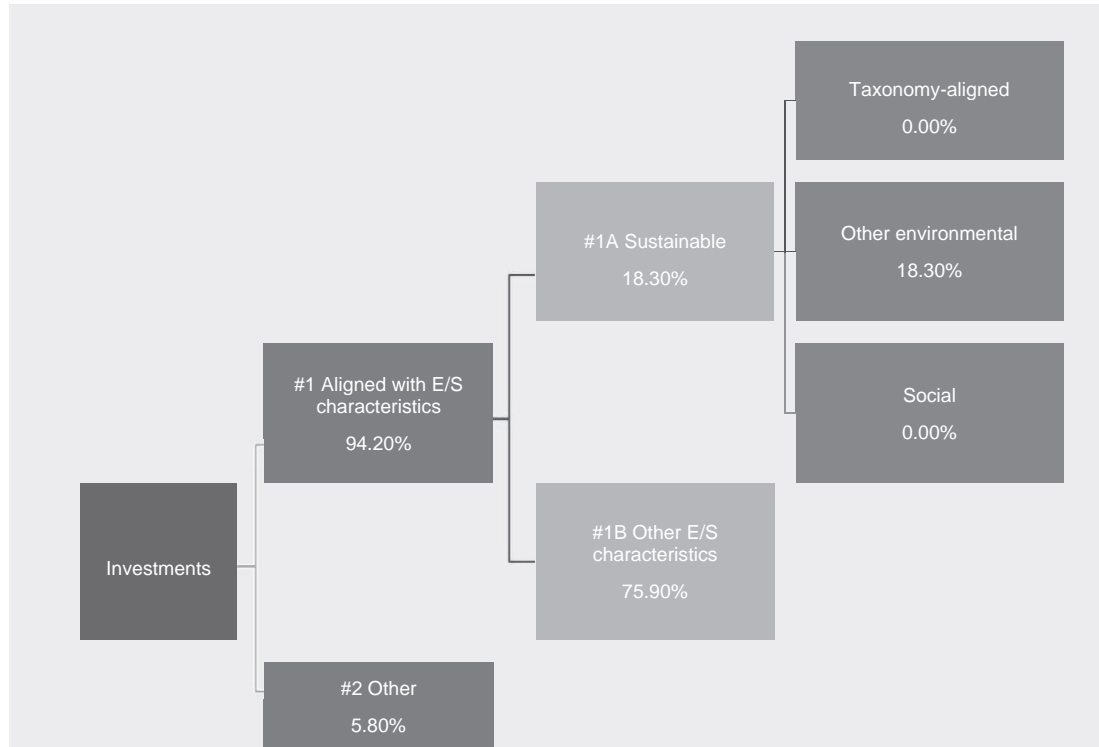 Taxonomy-aligned
0.00%
#1A Sustainable
18.30%
Other environmental
18.30%
#1 Aligned with E/S
characteristics
94.20%
Social
0.00%
Investments
#1B Other E/S
characteristics
75.90%
#2 Other
5.80%